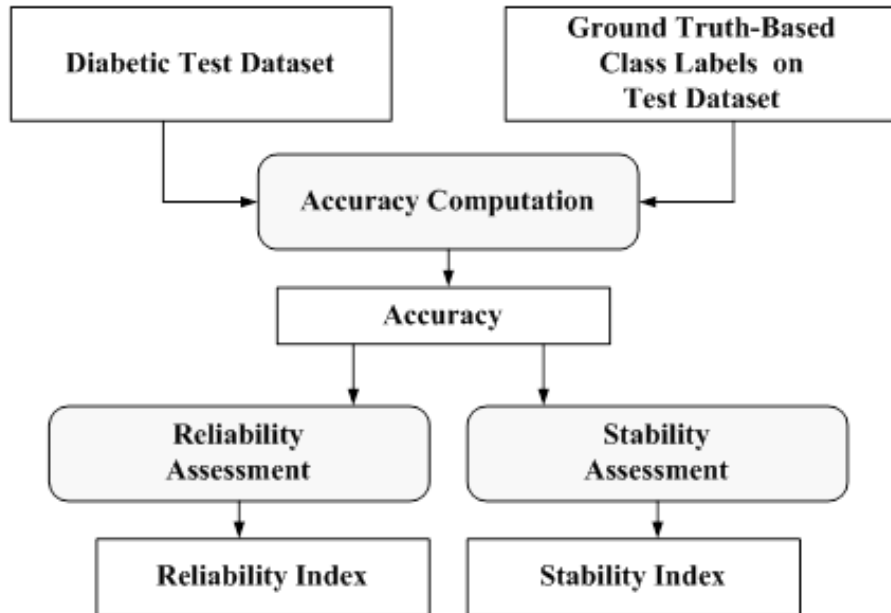 Diabetic Test Dataset
Ground Truth-Based
Class Labels on
Test Dataset
Accuracy Computation
Accuracy
Reliability
Assessment
Stability
Assessment
Reliability Index
Stability Index